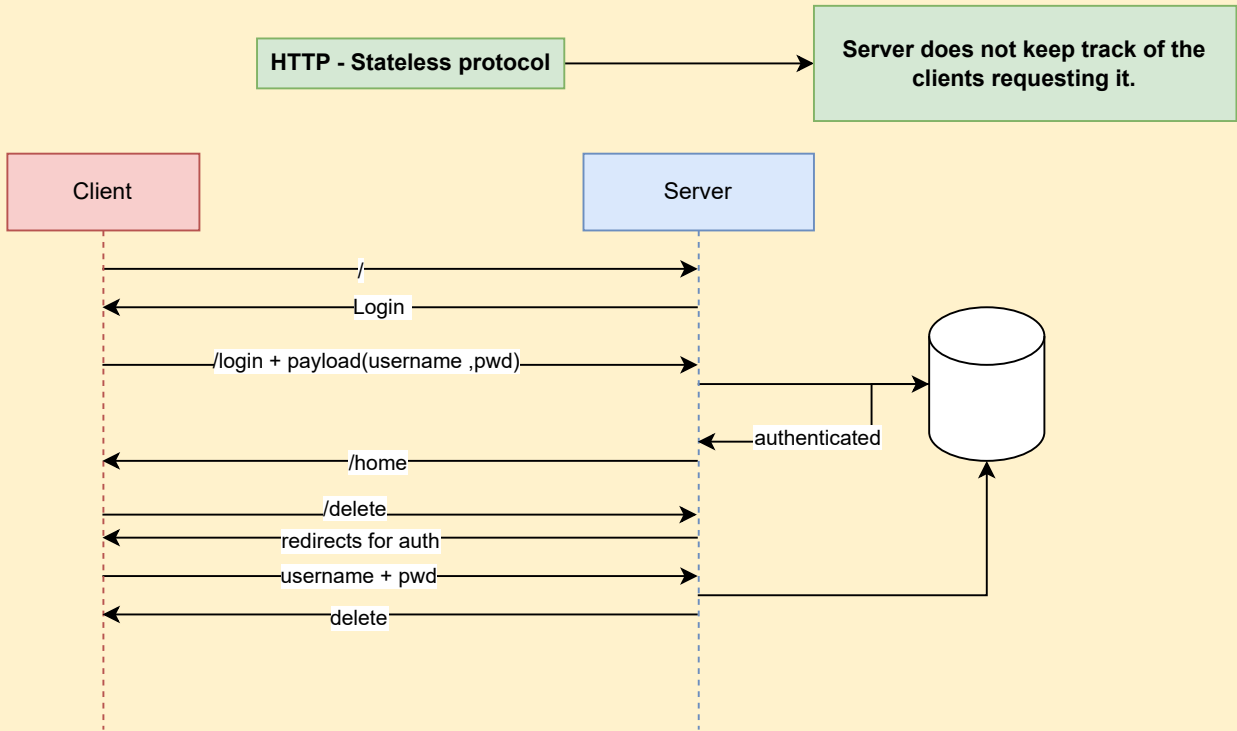 HTTP - Stateless protocol
Server does not keep track of the
clients requesting it.
Client
Server
/
Login
/login + payload(username ,pwd)
authenticated
/home
/delete
redirects for auth
username + pwd
delete